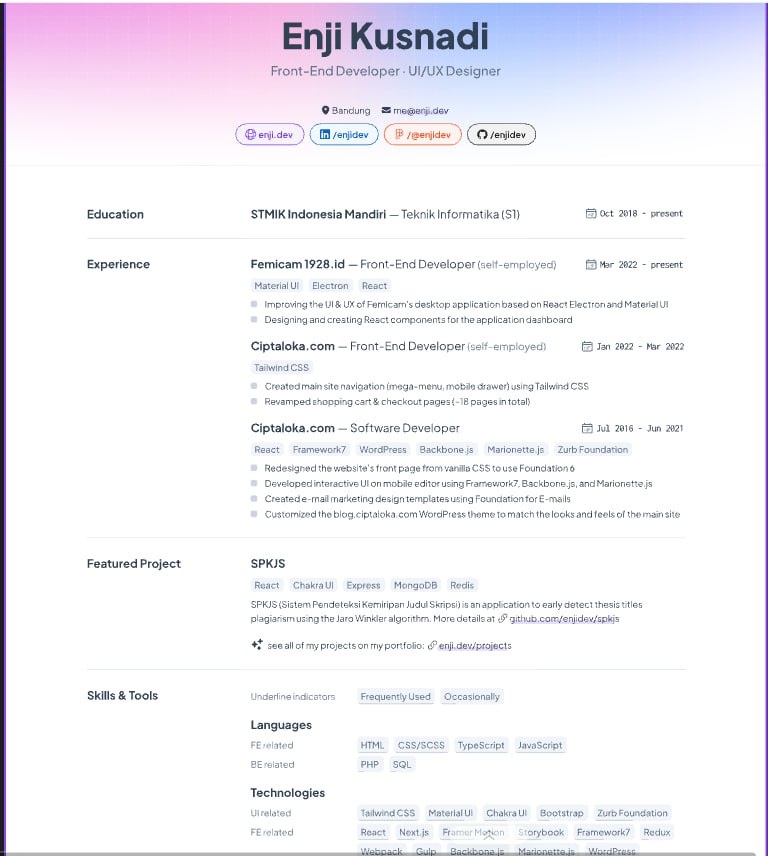 Enji Kusnadi
Front-End Developer · UI/UX Designer
Bandung me@enji.dev
enji.dev /enjidev /@enjidev /enjidev
Education STMIK Indonesia Mandiri — Teknik Informatika (S1) Oct 2018 - present
Experience Femicam 1928.id — Front-End Developer (self-employed) Mar 2022 - present
Material UI Electron React
Improving the UI & UX of Femicam's desktop application based on React Electron and Material UI
Designing and creating React components for the application dashboard
Ciptaloka.com — Front-End Developer (self-employed) Jan 2022 - Mar 2022
Tailwind CSS
Created main site navigation (mega-menu, mobile drawer) using Tailwind CSS
Revamped shopping cart & checkout pages (~18 pages in total)
Ciptaloka.com — Software Developer Jul 2016 - Jun 2021
React Framework7 WordPress Backbone.js Marionette.js Zurb Foundation
Redesigned the website's front page from vanilla CSS to use Foundation 6
Developed interactive UI on mobile editor using Framework7, Backbone.js, and Marionette.js
Created e-mail marketing design templates using Foundation for E-mails
Customized the blog.ciptaloka.com WordPress theme to match the looks and feels of the main site
Featured Project SPKJS
React Chakra UI Express MongoDB Redis
SPKJS (Sistem Pendeteksi Kemiripan Judul Skripsi) is an application to early detect thesis titles
plagiarism using the Jaro Winkler algorithm. More details at github.com/enjidev/spkjs
see all of my projects on my portfolio: enji.dev/projects
Skills & Tools Underline indicators Frequently Used Occasionally
Languages
FE related HTML CSS/SCSS TypeScript JavaScript
BE related PHP SQL
Technologies
UI related Tailwind CSS Material UI Chakra UI Bootstrap Zurb Foundation
FE related React Next.js Framer Motion Storybook Framework7 Redux
Webpack Gulp Backbone.js Marionette.js WordPress